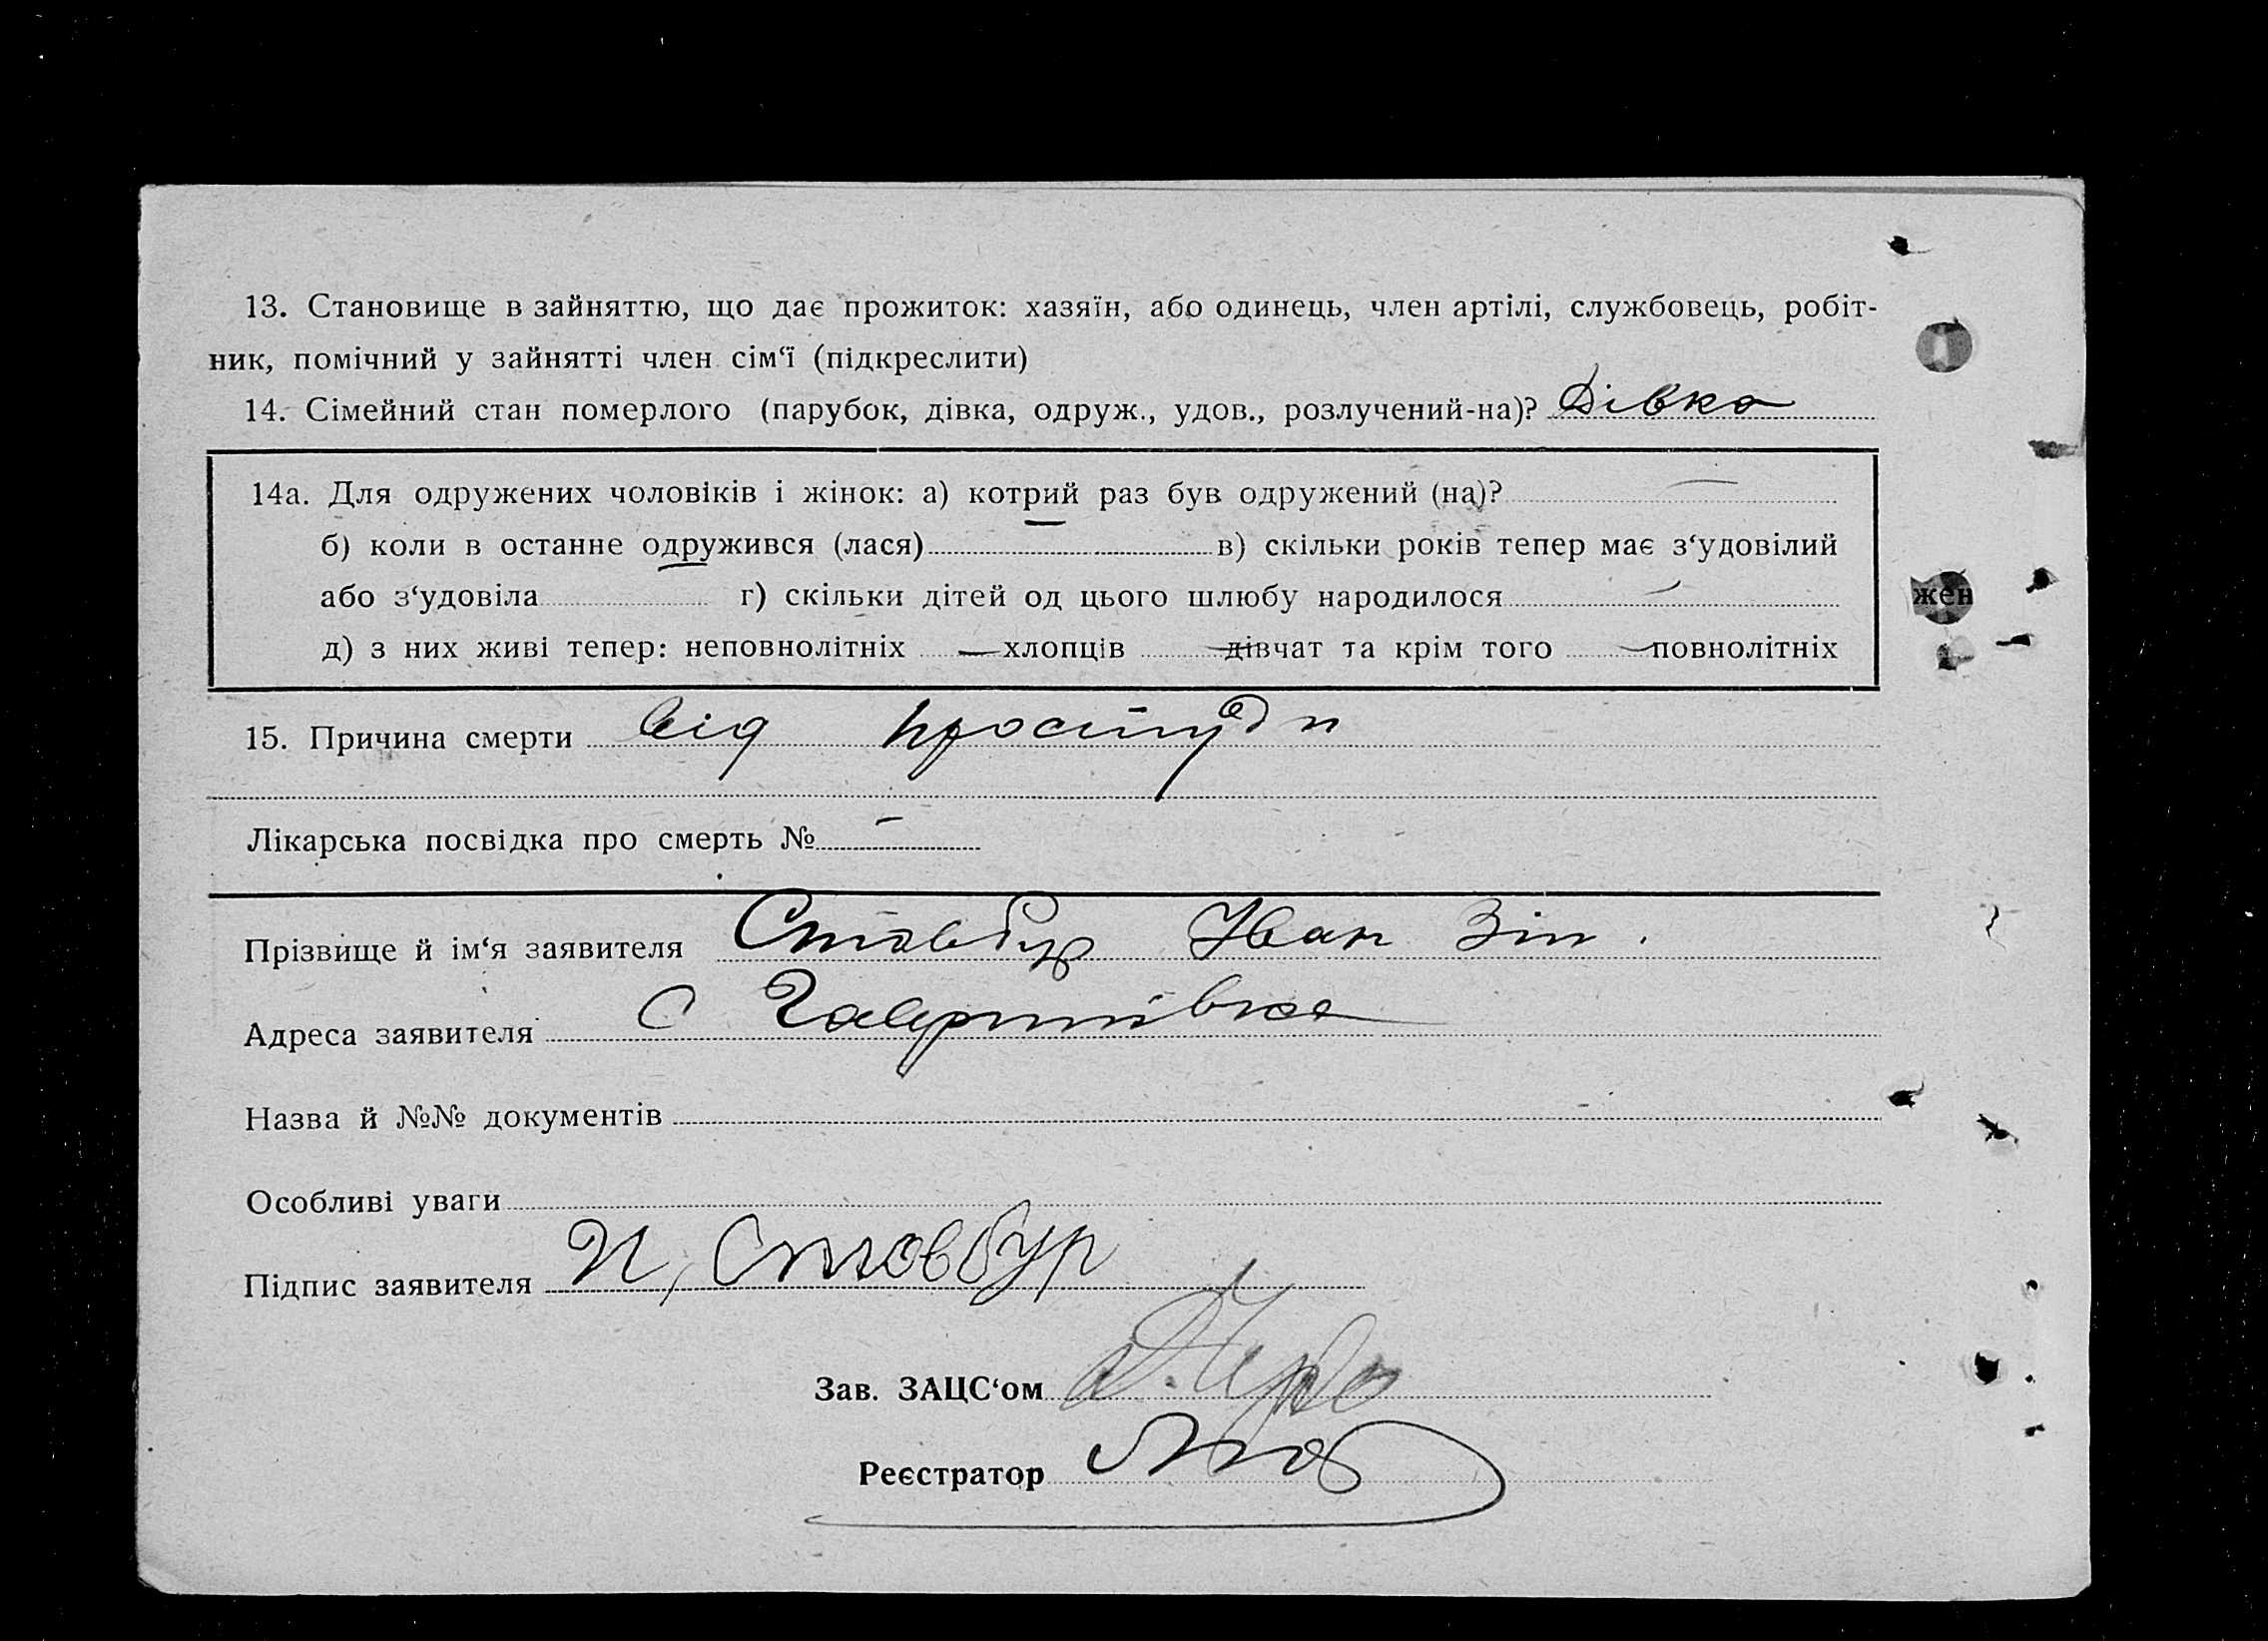 13. Становище в зайняттю, що дає прожиток: хазяїн, або одинець, член артілі, службовець, робіт-
ник, помічний у зайнятті член сім‘ї (підкреслити)
14. Сімейний стан померлого (парубок, дівка, одруж., удов., розлучений-на)? Дівка
14а. Для одружених чоловіків і жінок: а) котрий раз був одружений (на)? —
б) коли в останне одружився (лася) в) скільки років тепер має з‘удовілий
або з‘удовіла г) скільки дітей од цього шлюбу народилося —
д) з них живі тепер: неповнолітніх — хлопців — дівчат та крім того — повнолітніх
жен
15. Причина смерти від простуди
Лікарська посвідка про смерть № —
Прізвище й ім‘я заявителя Стовбур Іван Зін.
Адреса заявителя с Гавритівка
Назва й №№ документів
Особливі уваги
Підпис заявителя И, Стовбур
Зав. ЗАЦС‘ом
Реєстратор